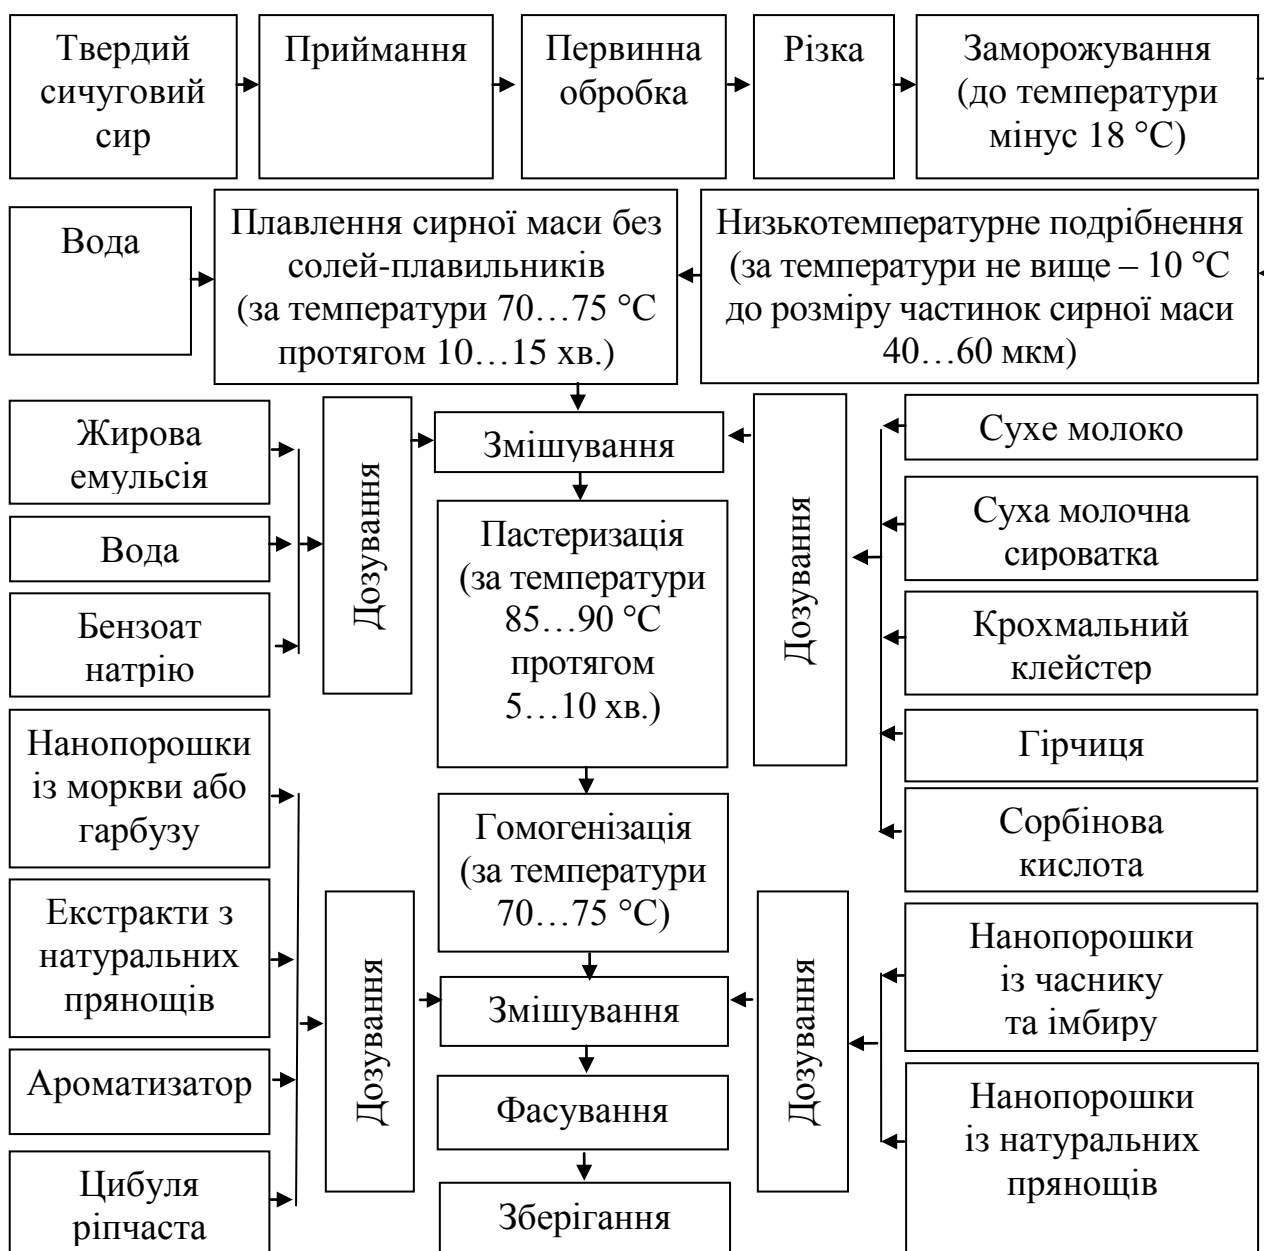 Твердий
сичуговий
сир
Приймання
Первинна
обробка
Різка
Заморожування
(до температури
мінус 18 °С)
Вода
Плавлення сирної маси без
солей-плавильників
(за температури 70…75 °С
протягом 10…15 хв.)
Низькотемпературне подрібнення
(за температури не вище – 10 °С
до розміру частинок сирної маси
40…60 мкм)
Жирова
емульсія
Вода
Бензоат
натрію
Дозування
Змішування
Пастеризація
(за температури
85…90 °С
протягом
5…10 хв.)
Дозування
Сухе молоко
Суха молочна
сироватка
Крохмальний
клейстер
Гірчиця
Сорбінова
кислота
Нанопорошки
із моркви або
гарбузу
Екстракти з
натуральних
прянощів
Ароматизатор
Цибуля
ріпчаста
Дозування
Гомогенізація
(за температури
70…75 °С)
Змішування
Фасування
Зберігання
Дозування
Нанопорошки
із часнику
та імбиру
Нанопорошки
із натуральних
прянощів